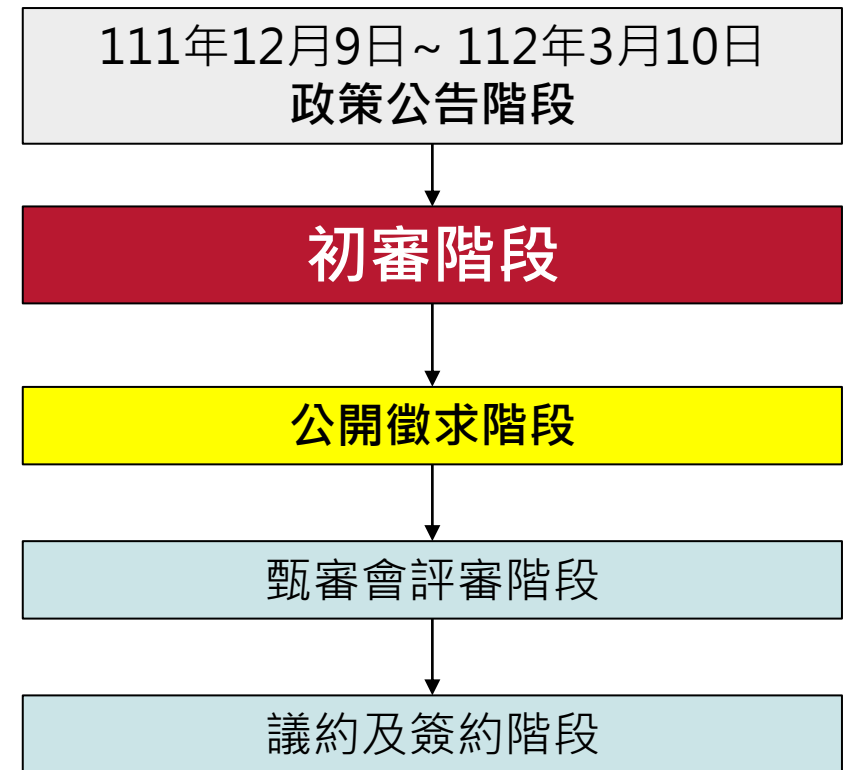 111年12月9日~ 112年3月10日
政策公告階段
初審階段
公開徵求階段
甄審會評審階段
議約及簽約階段